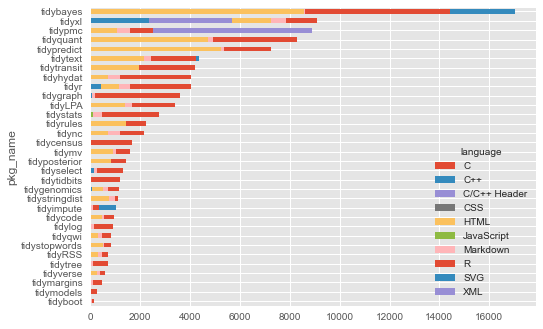 tidybayes
tidyxl
tidypmc
tidyquant
tidypredict
tidytext
tidytransit
tidyhydat
tidyr
tidygraph
tidyLPA
tidystats
tidyrules
tidync
tidycensus
tidymv
tidyposterior
tidyselect
tidytidbits
tidygenomics
tidystringdist
tidyimpute
tidycode
tidylog
tidyqwi
tidystopwords
tidyRSS
tidytree
tidyverse
tidymargins
tidymodels
tidyboot
pkg_name
language
C
C++
C/C++ Header
CSS
HTML
JavaScript
Markdown
R
SVG
XML
0 2000 4000 6000 8000 10000 12000 14000 16000